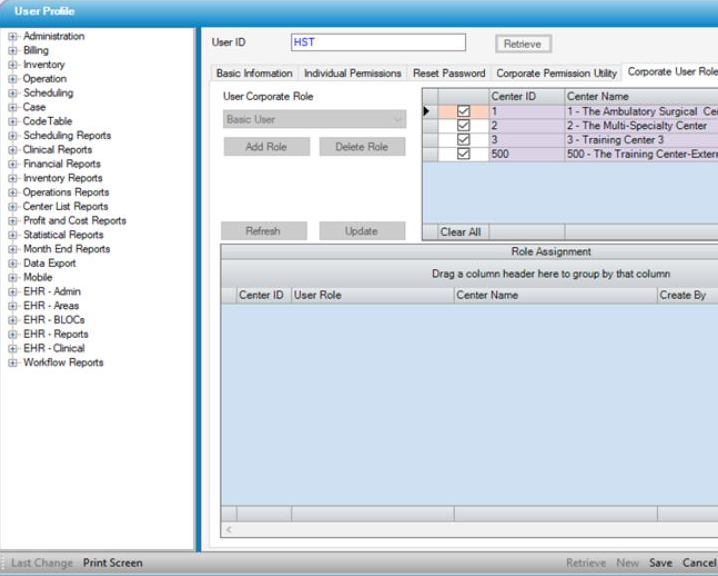 User Profile
Administration
Billing
Inventory
Operation
Scheduling
Case
CodeTable
Scheduling Reports
Clinical Reports
Financial Reports
Inventory Reports
Operations Reports
Center List Reports
Profit and Cost Reports
Statistical Reports
Month End Reports
Data Export
Mobile
EHR - Admin
EHR - Areas
EHR - BLOCs
EHR - Reports
EHR - Clinical
Workflow Reports
User ID HST Retrieve
Basic Information Individual Permissions Reset Password Corporate Permission Utility Corporate User Role
User Corporate Role
Basic User
Add Role Delete Role
Refresh Update
Center ID Center Name
1 1 - The Ambulatory Surgical Cer
2 2 - The Multi-Specialty Center
3 3 - Training Center 3
500 500 - The Training Center-Extern
Clear All
Role Assignment
Drag a column header here to group by that column
Center ID User Role Center Name Create By
Last Change Print Screen Retrieve New Save Cancel